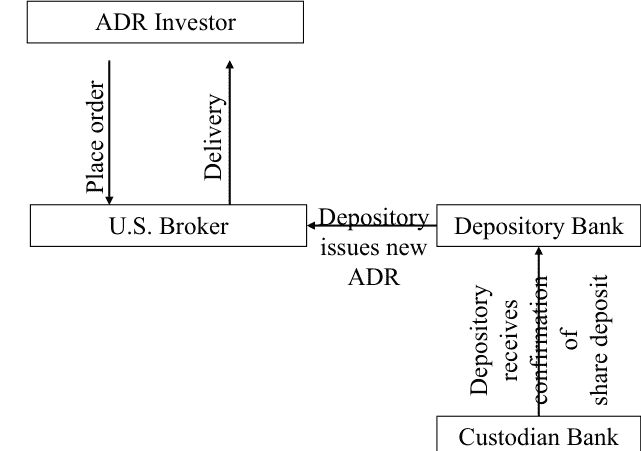 ADR Investor
Place order
Delivery
U.S. Broker
Depository
issues new
ADR
Depository Bank
Depository
receives
confirmation
of
share deposit
Custodian Bank